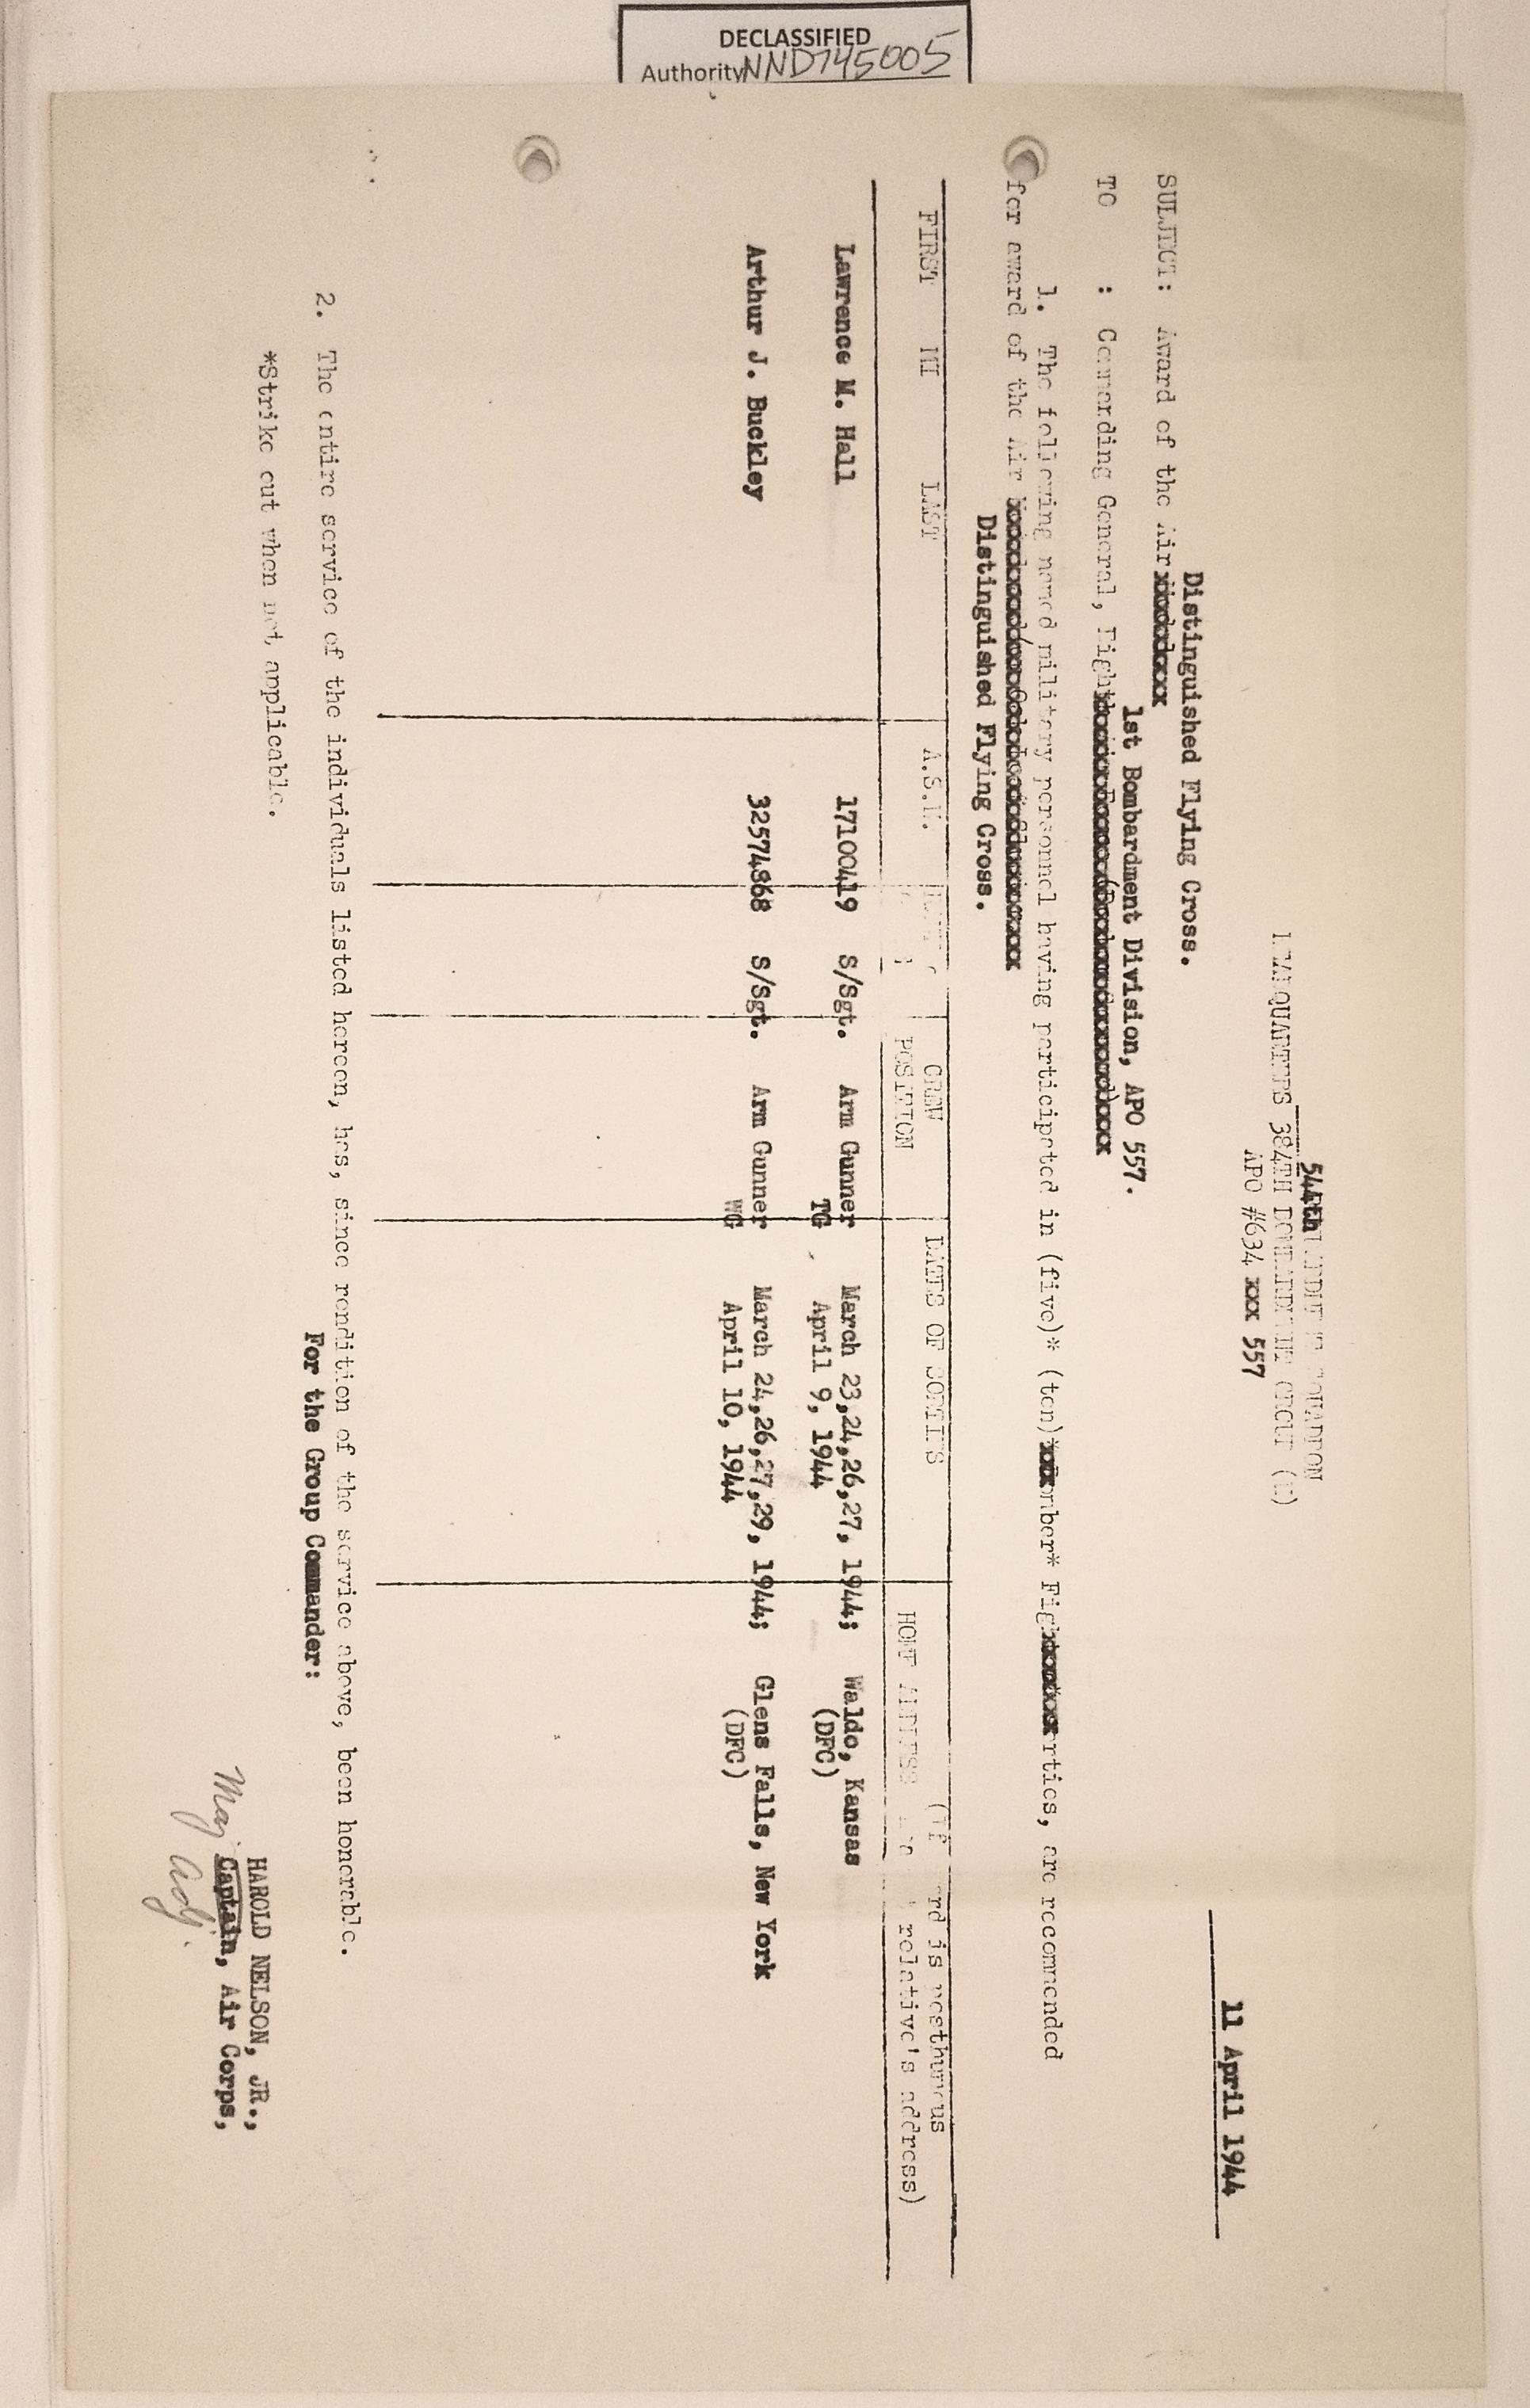 DECLASSIFIED
Authority NND745005
544th SQUADRON
HEADQUARTERS 384TH BOMBARDMENT GROUP (H)
APO #634 xxx 557
11 April 1944
Distinguished Flying Cross.
SUBJECT: Award of the Air
1st Bombardment Division, APO 557.
TO : Commanding General,
1. The following named military personnel having participated in (five)* (ten)* are recommended
for award of the Air
Distinguished Flying Cross.
FIRST MI LAST A.S.N. CREW DATES OF SORTIES HOME ADDRESS is posthumous
POSITION relative's address)
Lawrence M. Hall 17100419 S/Sgt. Arm Gunner March 23,24,26,27, 1944; Waldo, Kansas
TG April 9, 1944 (DFC)
Arthur J. Buckley 32574868 S/Sgt. Arm Gunner March 24,26,27,29, 1944; Glens Falls, New York
WG April 10, 1944 (DFC)
2. The entire service of the individuals listed hereon, has, since rendition of the service above, been honorable.
For the Group Commander:
*Strike out when not applicable.
HAROLD NELSON, JR.,
Captain, Air Corps,
Maj Adj.